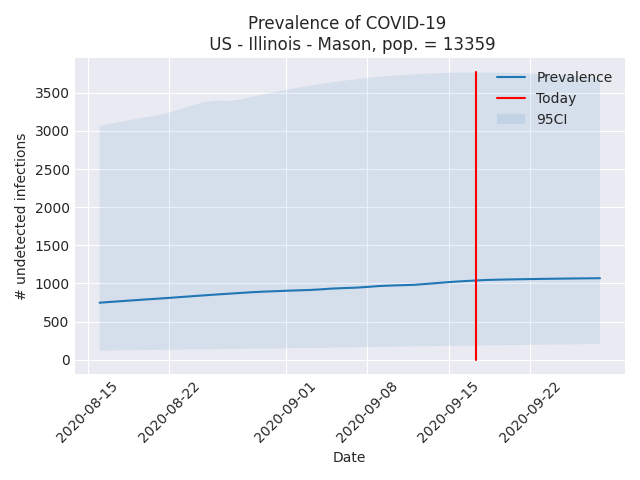 Prevalence of COVID-19
US - Illinois - Mason, pop. = 13359
Prevalence
Today
95CI
# undetected infections
3500
3000
2500
2000
1500
1000
500
0
2020-08-15
2020-08-22
2020-09-01
2020-09-08
2020-09-15
2020-09-22
Date